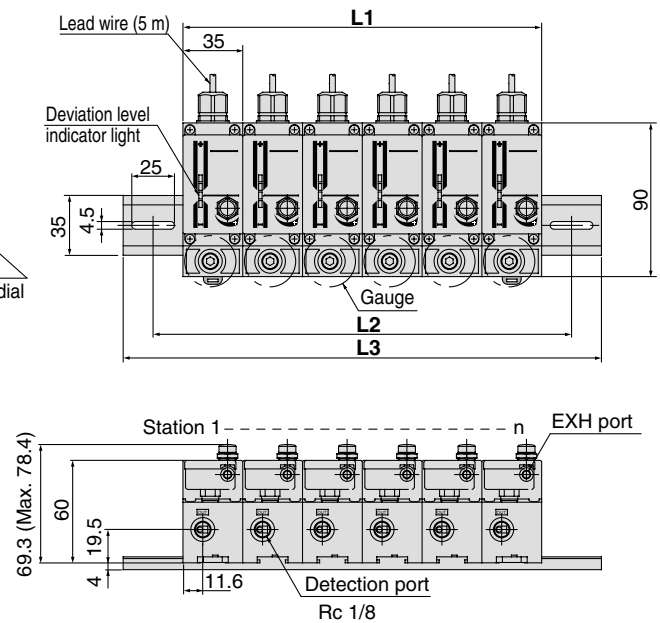 Lead wire (5 m)
L1
35
Deviation level
indicator light
25
35
4.5
90
dial
Gauge
L2
L3
Station 1
n
EXH port
69.3 (Max. 78.4)
60
19.5
4
11.6
Detection port
Rc 1/8